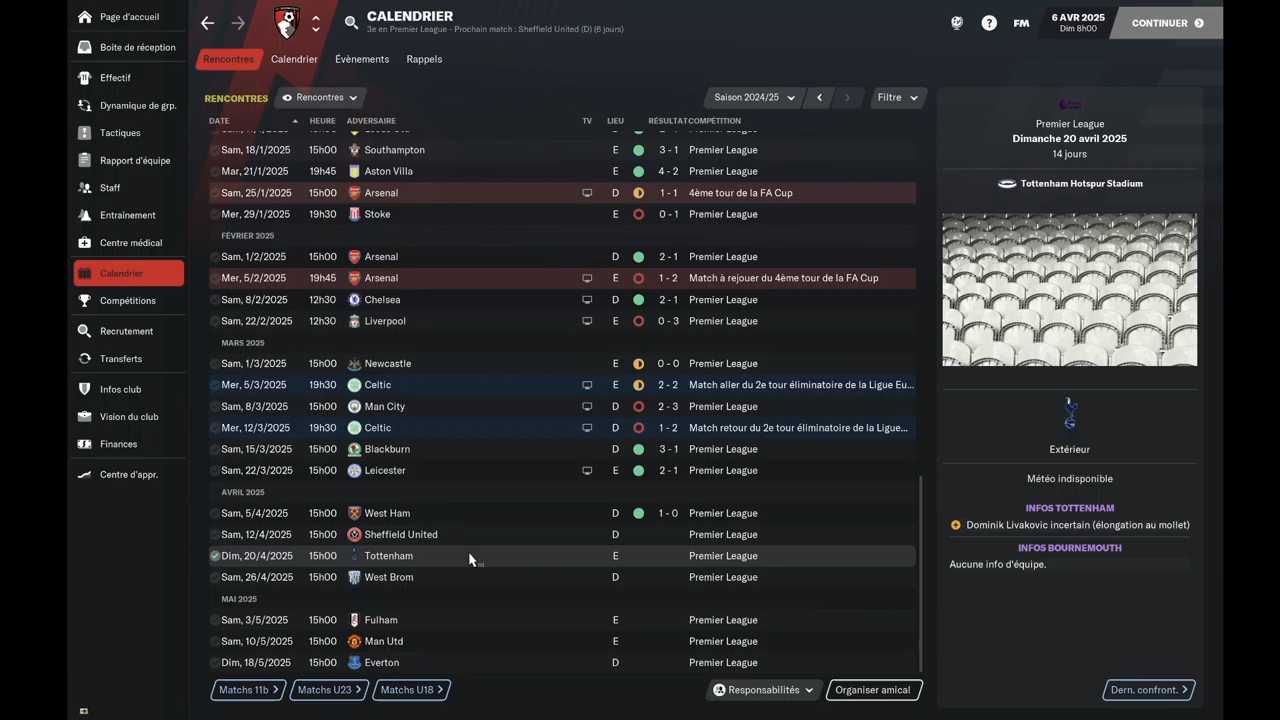 Page d'accueil
Boite de réception
Effectif
Dynamique de grp.
Tactiques
Rapport d'équipe
Staff
Entraînement
Centre médical
Calendrier
Compétitions
Recrutement
Transferts
Infos club
Vision du club
Finances
Centre d'appr.
CALENDRIER
3e en Premier League - Prochain match : Sheffield United (D) (6 jours)
FM
6 AVR 2025
Dim 8h00
CONTINUER
Rencontres Calendrier Évènements Rappels
RENCONTRES Rencontres Saison 2024/25 Filtre
DATE HEURE ADVERSAIRE TV LIEU RÉSULTAT COMPÉTITION
Sam, 18/1/2025 15h00 Southampton E 3 - 1 Premier League
Mar, 21/1/2025 19h45 Aston Villa E 4 - 2 Premier League
Sam, 25/1/2025 15h00 Arsenal D 1 - 1 4ème tour de la FA Cup
Mer, 29/1/2025 19h30 Stoke E 0 - 1 Premier League
FÉVRIER 2025
Sam, 1/2/2025 15h00 Arsenal D 2 - 1 Premier League
Mer, 5/2/2025 19h45 Arsenal E 1 - 2 Match à rejouer du 4ème tour de la FA Cup
Sam, 8/2/2025 12h30 Chelsea D 2 - 1 Premier League
Sam, 22/2/2025 12h30 Liverpool E 0 - 3 Premier League
MARS 2025
Sam, 1/3/2025 15h00 Newcastle E 0 - 0 Premier League
Mer, 5/3/2025 19h30 Celtic E 2 - 2 Match aller du 2e tour éliminatoire de la Ligue Eu...
Sam, 8/3/2025 15h00 Man City D 2 - 3 Premier League
Mer, 12/3/2025 19h30 Celtic D 1 - 2 Match retour du 2e tour éliminatoire de la Ligue...
Sam, 15/3/2025 15h00 Blackburn D 3 - 1 Premier League
Sam, 22/3/2025 15h00 Leicester E 2 - 1 Premier League
AVRIL 2025
Sam, 5/4/2025 15h00 West Ham D 1 - 0 Premier League
Sam, 12/4/2025 15h00 Sheffield United D Premier League
Dim, 20/4/2025 15h00 Tottenham E Premier League
Sam, 26/4/2025 15h00 West Brom D Premier League
MAI 2025
Sam, 3/5/2025 15h00 Fulham E Premier League
Sam, 10/5/2025 15h00 Man Utd E Premier League
Dim, 18/5/2025 15h00 Everton D Premier League
Matchs 11b Matchs U23 Matchs U18 Responsabilités Organiser amical
Premier League
Dimanche 20 avril 2025
14 jours
Tottenham Hotspur Stadium
Extérieur
Météo indisponible
INFOS TOTTENHAM
Dominik Livakovic incertain (élongation au mollet)
INFOS BOURNEMOUTH
Aucune info d'équipe.
Dern. confront.